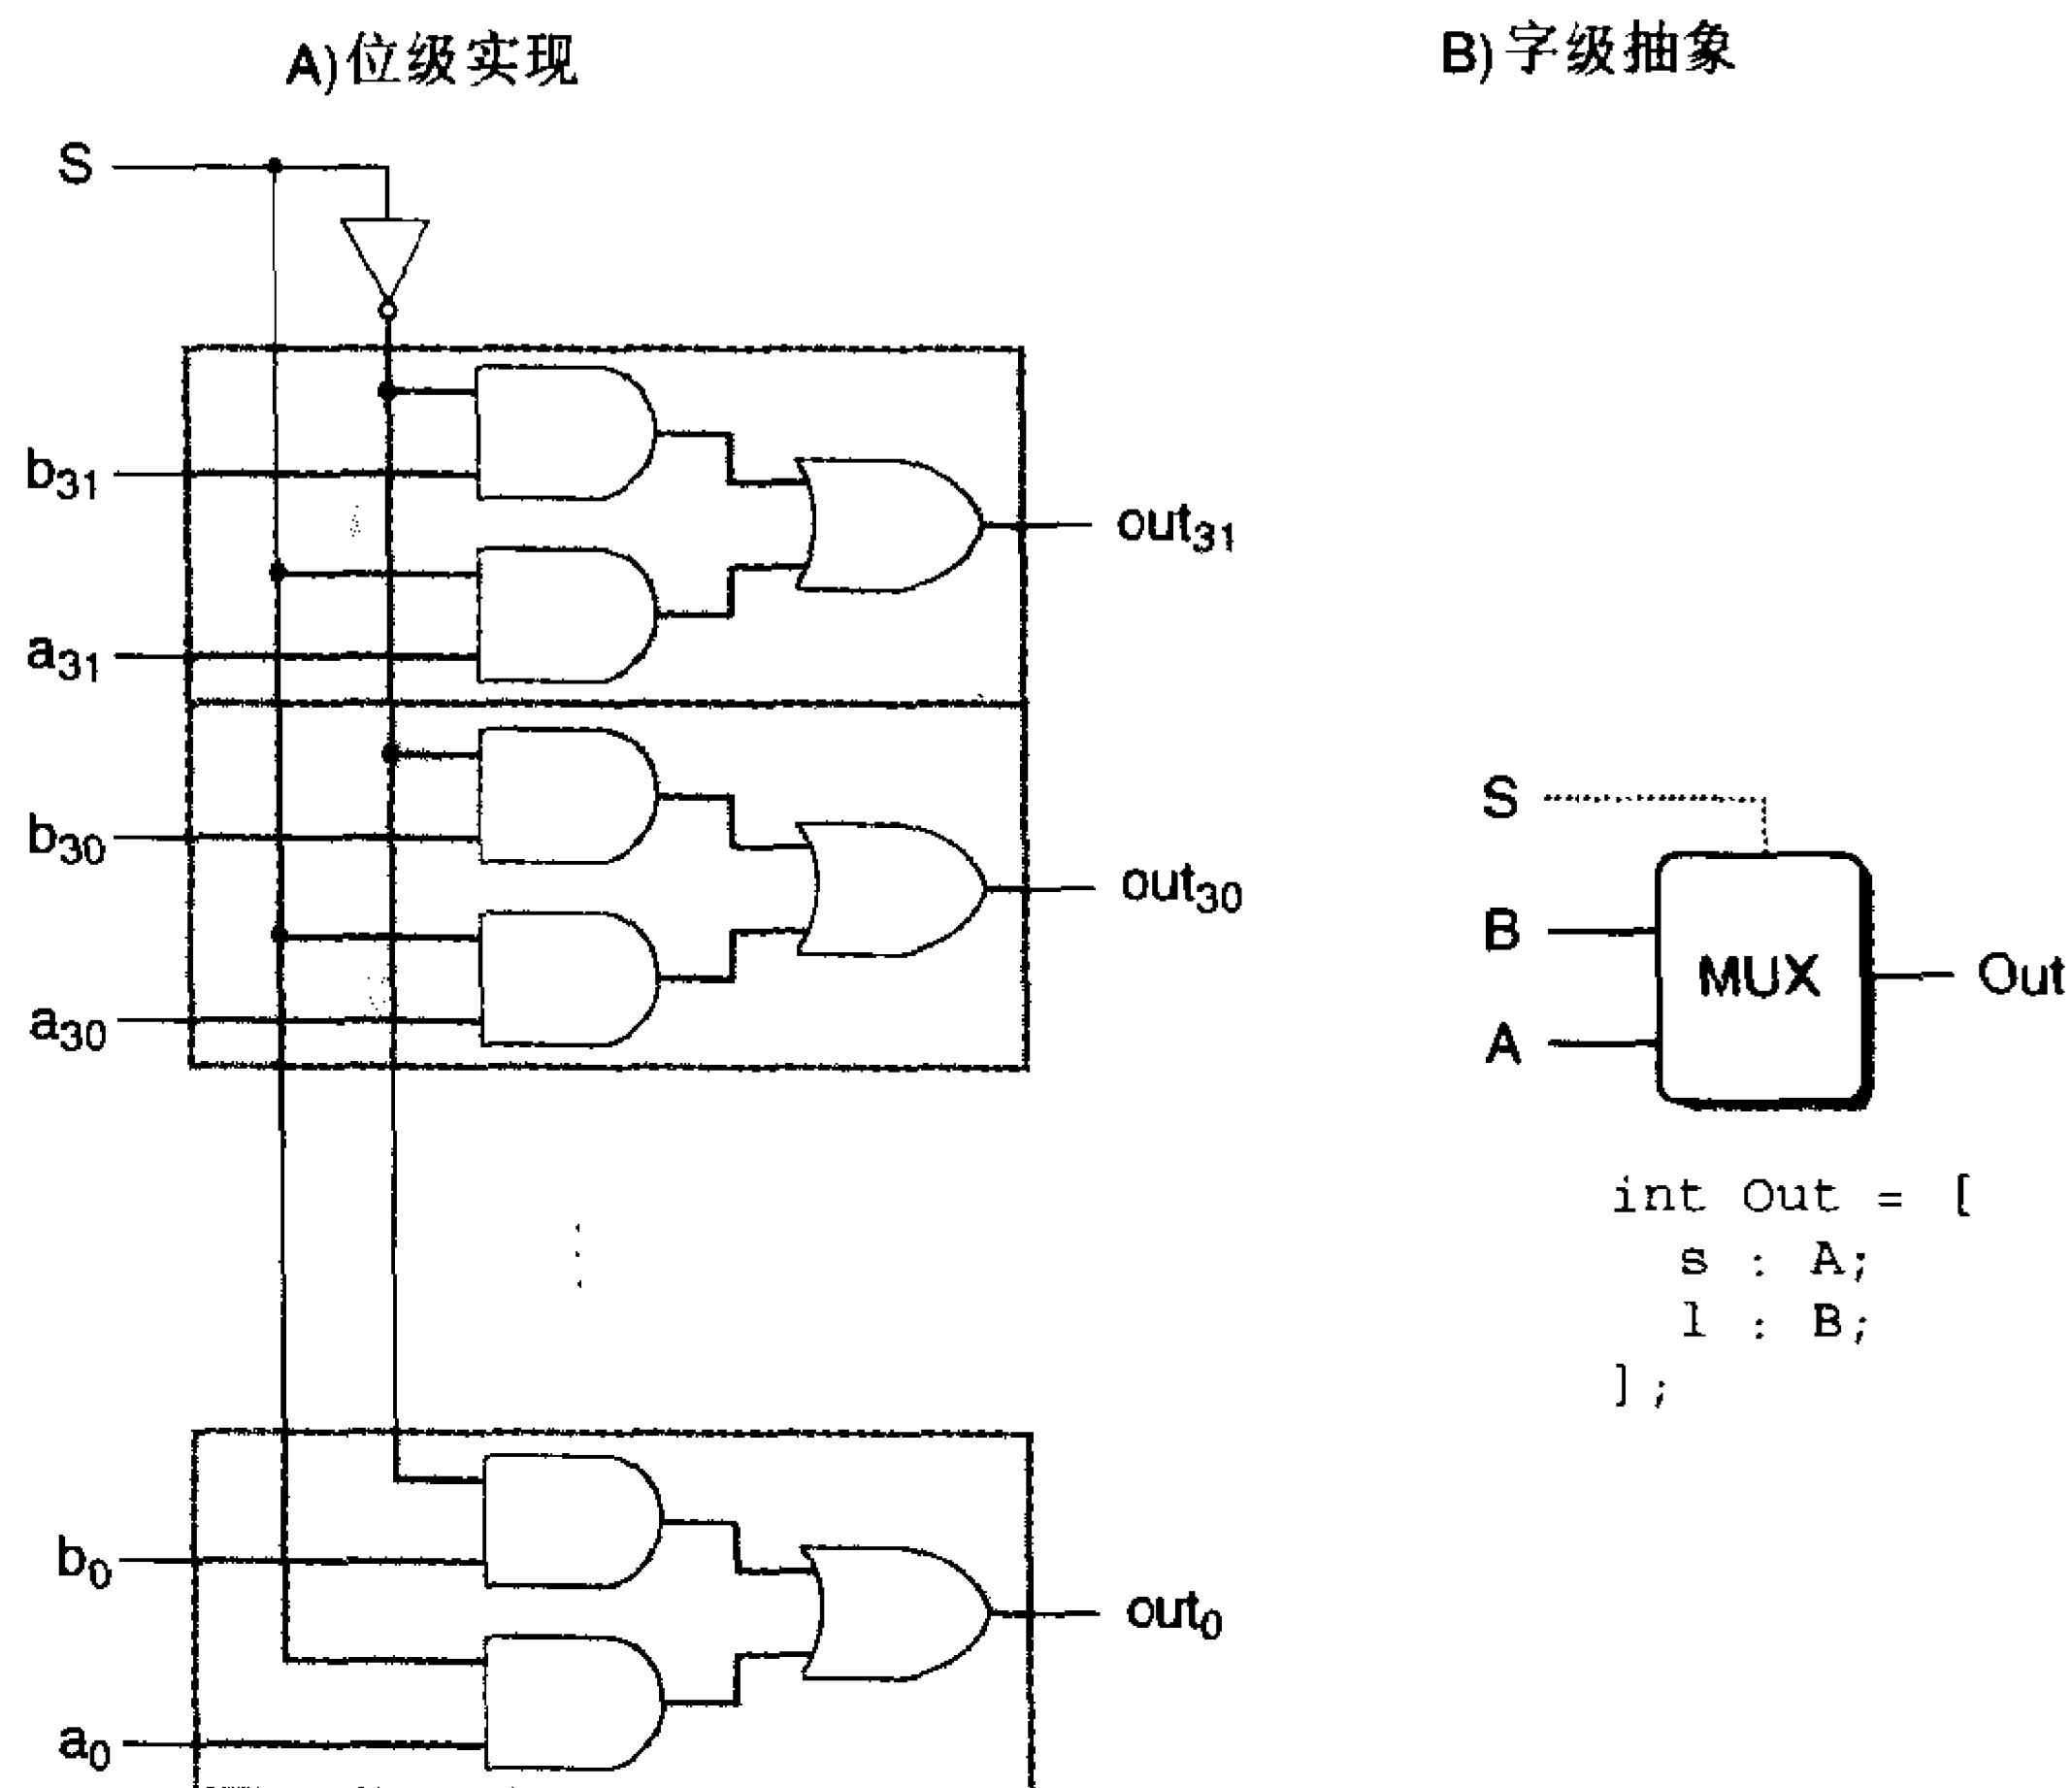 A)位级实现
B)字级抽象
S
b31
out31
a31
b30
out30
a30
S
B
MUX
Out
A
int Out = [
s : A;
1 : B;
];
b0
out0
a0